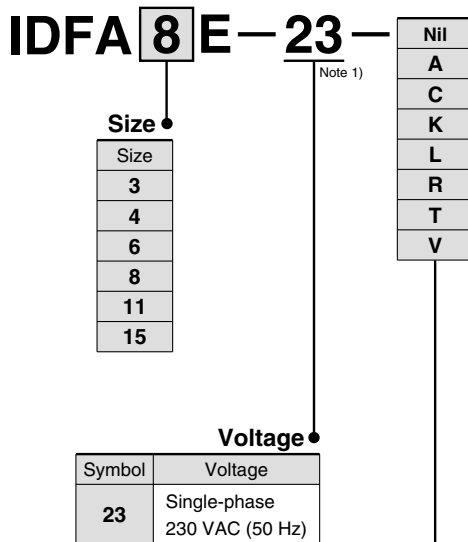 IDFA 8 E — 23 —
Note 1)
Nil
A
C
K
L
R
T
V
Size
Size
3
4
6
8
11
15
Voltage
Symbol Voltage
23 Single-phase
230 VAC (50 Hz)